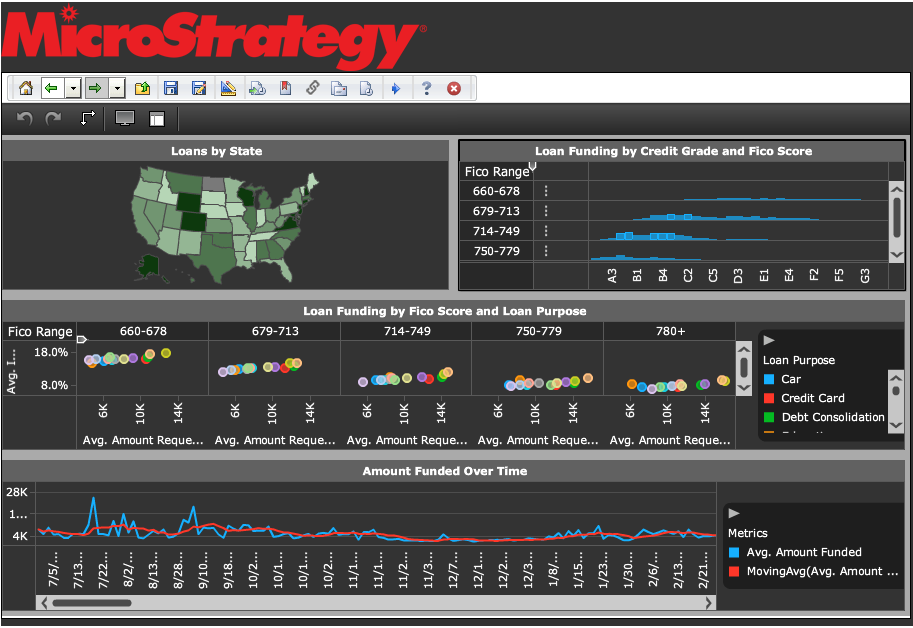 MicroStrategy®
Loans by State
Loan Funding by Credit Grade and Fico Score
Fico Range
660-678
679-713
714-749
750-779
A3 B1 B4 C2 C5 D3 E1 E4 F2 F5 G3
Loan Funding by Fico Score and Loan Purpose
Fico Range 660-678 679-713 714-749 750-779 780+
Avg. I...
18.0%
8.0%
6K 10K 14K 6K 10K 14K 6K 10K 14K 6K 10K 14K 6K 10K 14K
Avg. Amount Reque... Avg. Amount Reque... Avg. Amount Reque... Avg. Amount Reque... Avg. Amount Reque...
Loan Purpose
Car
Credit Card
Debt Consolidation
Amount Funded Over Time
28K
1...
4K
7/5/... 7/13... 7/22... 8/2/... 8/13... 8/28... 9/10... 9/18... 10/2... 10/1... 10/2... 11/1... 11/1... 11/2... 11/3... 12/7... 12/1... 12/2... 12/3... 1/8/... 1/15... 1/23... 1/30... 2/6/... 2/13... 2/21...
Metrics
Avg. Amount Funded
MovingAvg(Avg. Amount ...